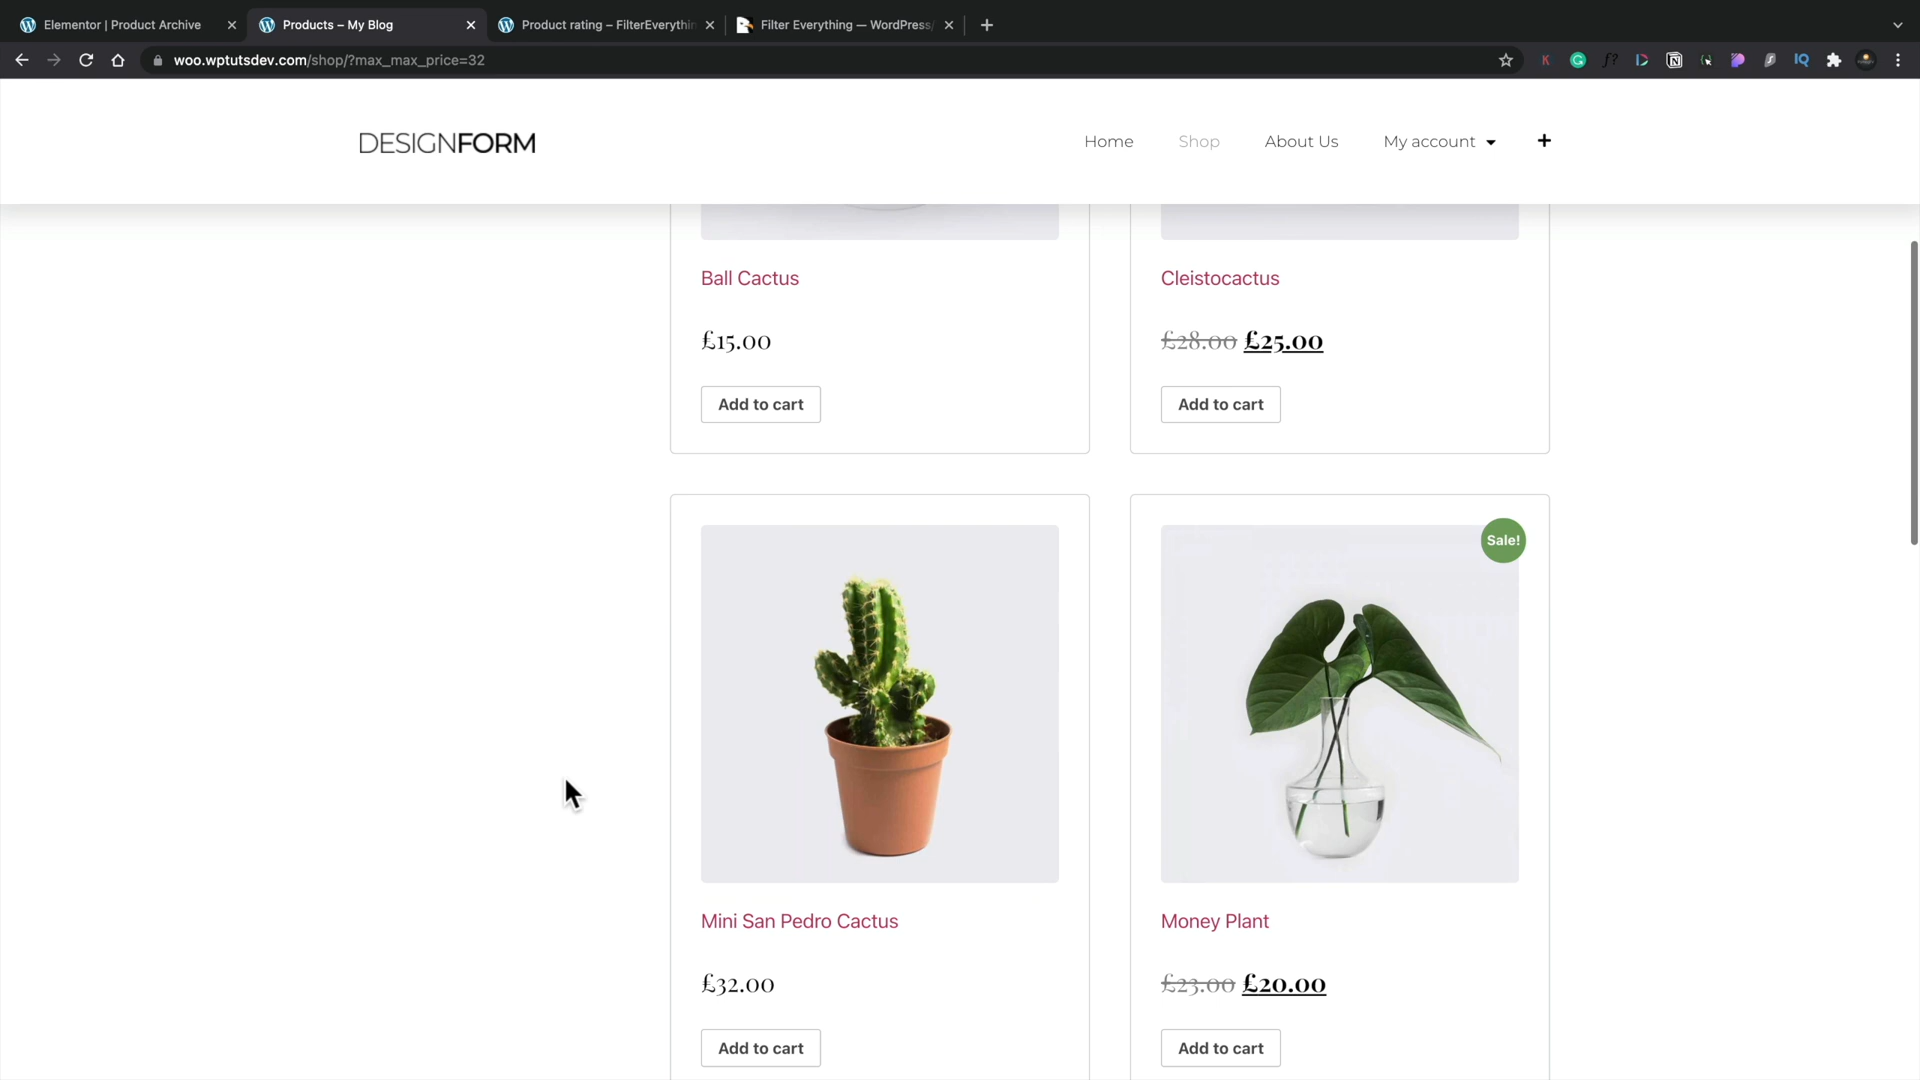 Elementor | Product Archive
Products – My Blog
Product rating – FilterEverythin
Filter Everything — WordPress/
woo.wptutsdev.com/shop/?max_max_price=32
DESIGNFORM
Home
Shop
About Us
My account
Ball Cactus
£15.00
Add to cart
Cleistocactus
£28.00 £25.00
Add to cart
Sale!
Mini San Pedro Cactus
£32.00
Add to cart
Money Plant
£23.00 £20.00
Add to cart